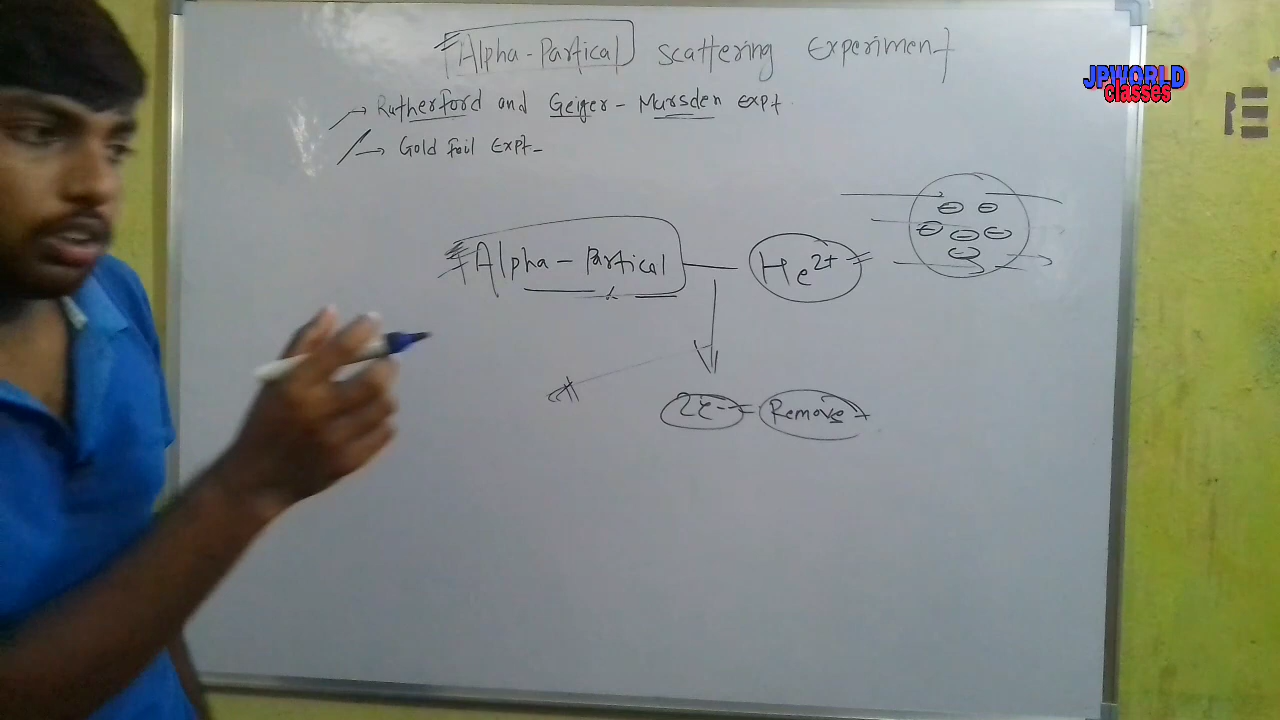 Alpha-Partical scattering Experiment
JPWORLD
classes
→ Rutherford and Geiger-Marsden expt
→ Gold foil Expt-
Alpha-Partical — He2+
2e- Remove